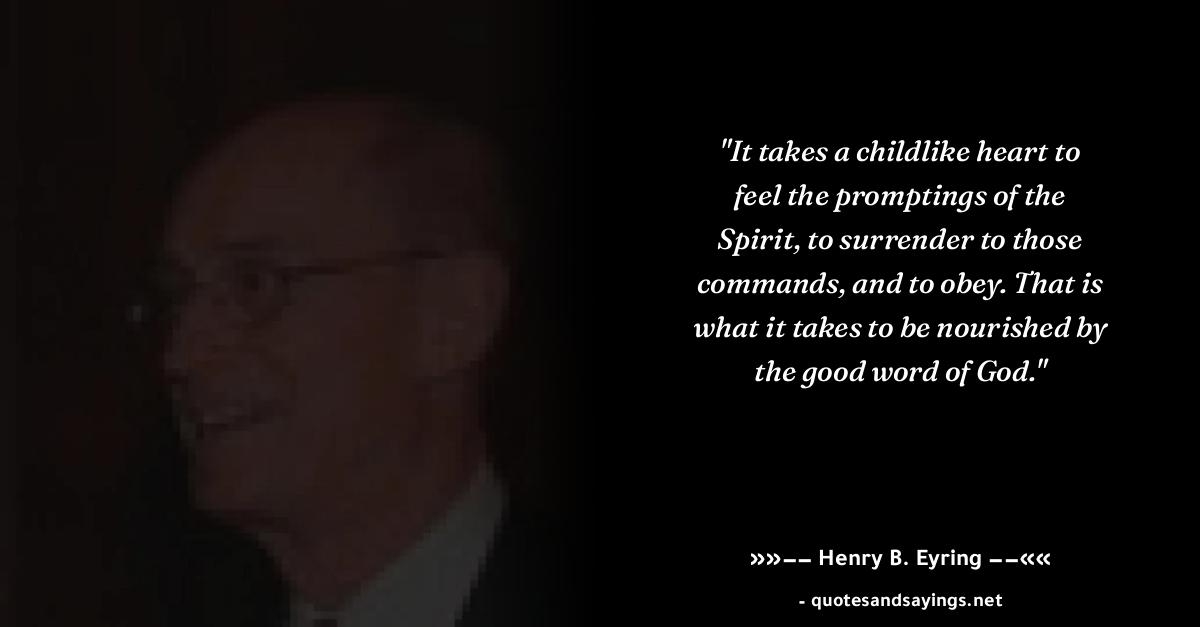 "It takes a childlike heart to
feel the promptings of the
Spirit, to surrender to those
commands, and to obey. That is
what it takes to be nourished by
the good word of God."
»»–– Henry B. Eyring ––««
- quotesandsayings.net